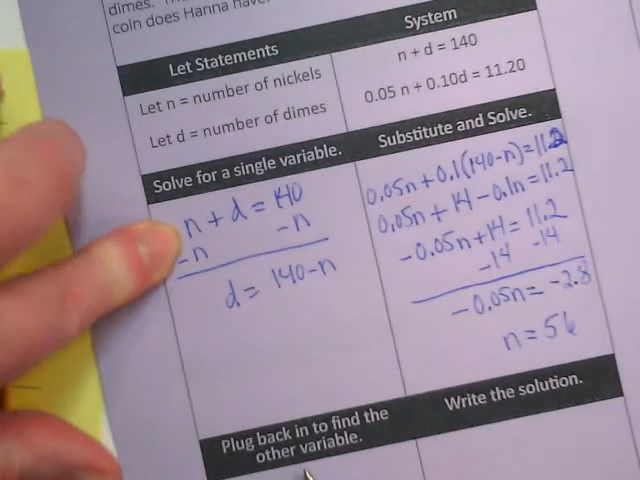 dimes.
coin does Hanna have
Let Statements
System
Let n = number of nickels
Let d = number of dimes
n + d = 140
0.05 n + 0.10d = 11.20
Solve for a single variable.
Substitute and Solve.
n + d = 140
-n -n
d = 140-n
0.05n + 0.1(140-n) = 11.2
0.05n + 14 - 0.1n = 11.2
-0.05n + 14 = 11.2
-14 -14
-0.05n = -2.8
n = 56
Plug back in to find the
other variable.
Write the solution.